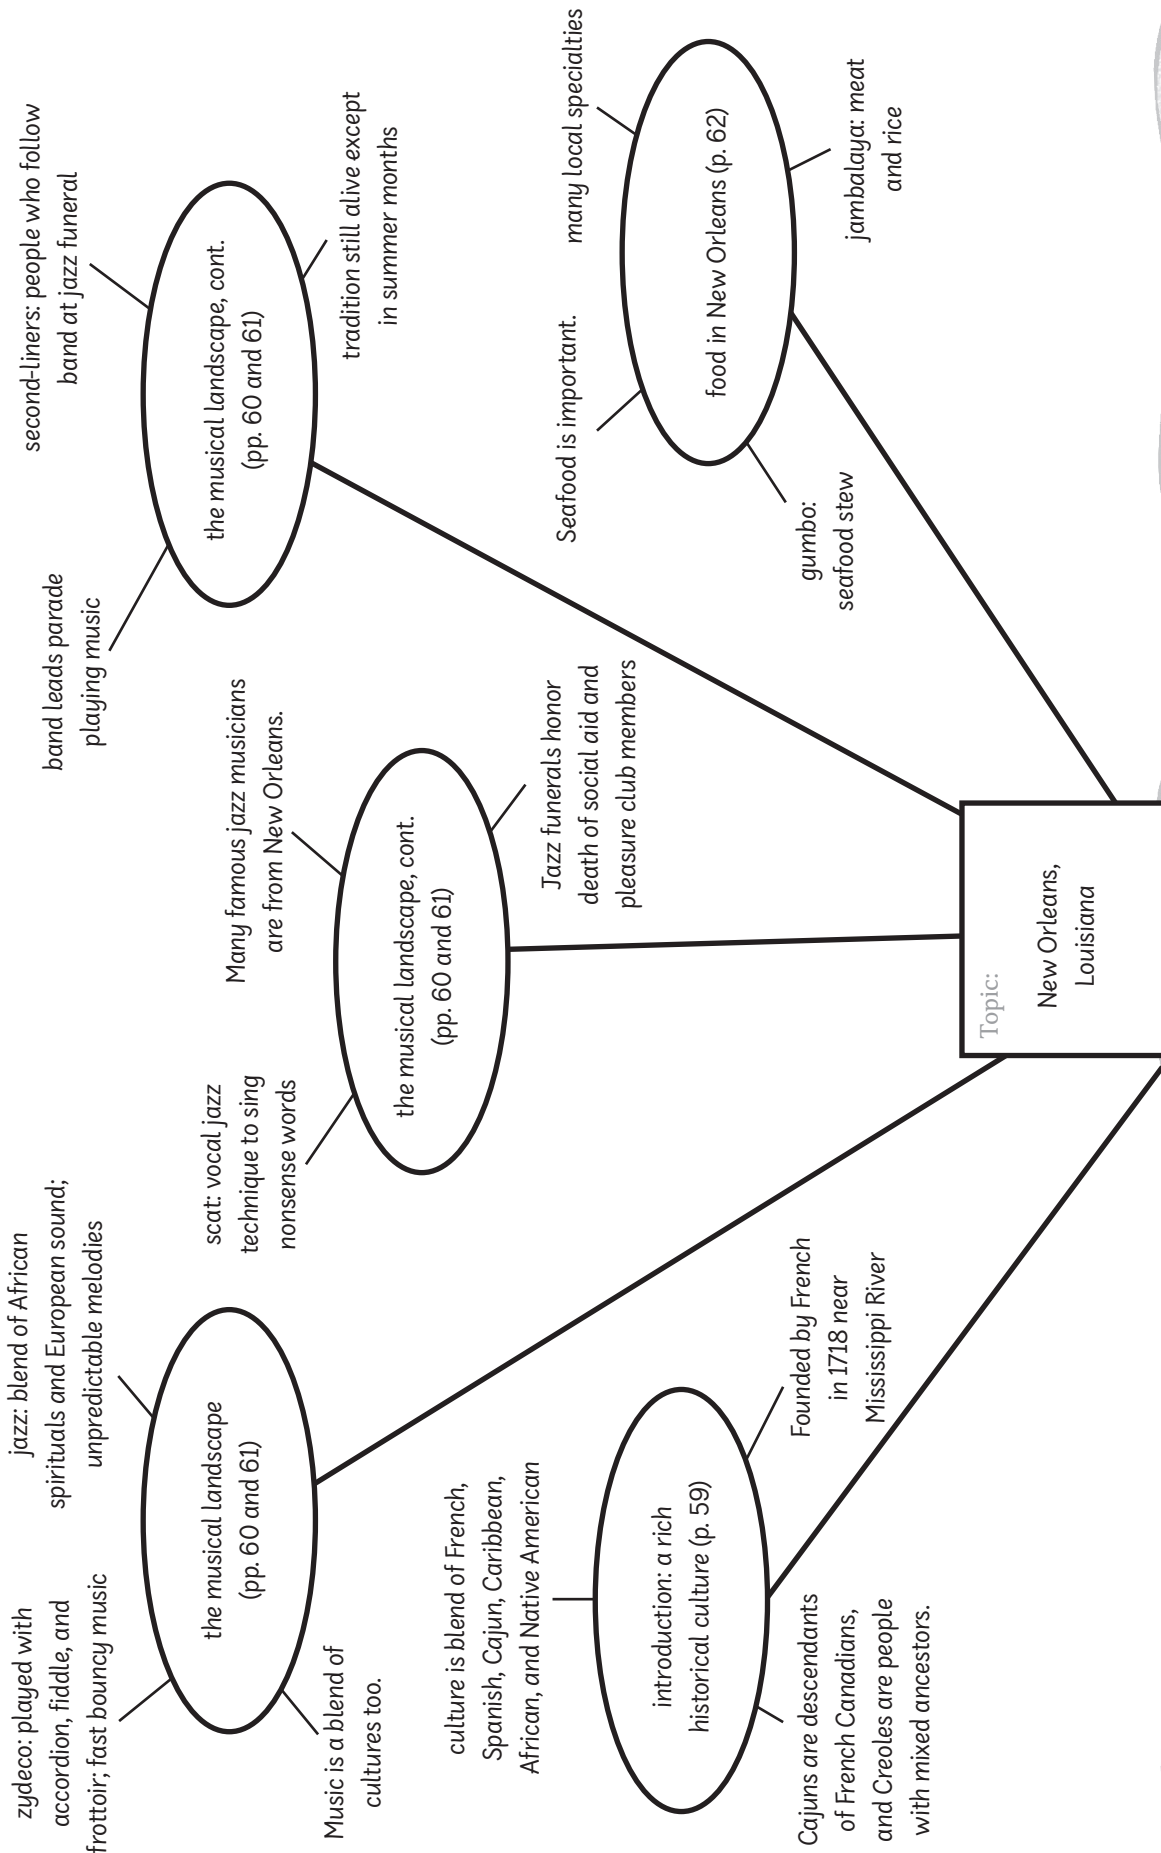 zydeco: played with
accordion, fiddle, and
frottoir; fast bouncy music
jazz: blend of African
spirituals and European sound;
unpredictable melodies
the musical landscape
(pp. 60 and 61)
Music is a blend of
cultures too.
scat: vocal jazz
technique to sing
nonsense words
Many famous jazz musicians
are from New Orleans.
the musical landscape, cont.
(pp. 60 and 61)
Jazz funerals honor
death of social aid and
pleasure club members
band leads parade
playing music
second-liners: people who follow
band at jazz funeral
the musical landscape, cont.
(pp. 60 and 61)
tradition still alive except
in summer months
culture is blend of French,
Spanish, Cajun, Caribbean,
African, and Native American
introduction: a rich
historical culture (p. 59)
Founded by French
in 1718 near
Mississippi River
Cajuns are descendants
of French Canadians,
and Creoles are people
with mixed ancestors.
Seafood is important.
many local specialties
food in New Orleans (p. 62)
gumbo:
seafood stew
jambalaya: meat
and rice
Topic:
New Orleans,
Louisiana